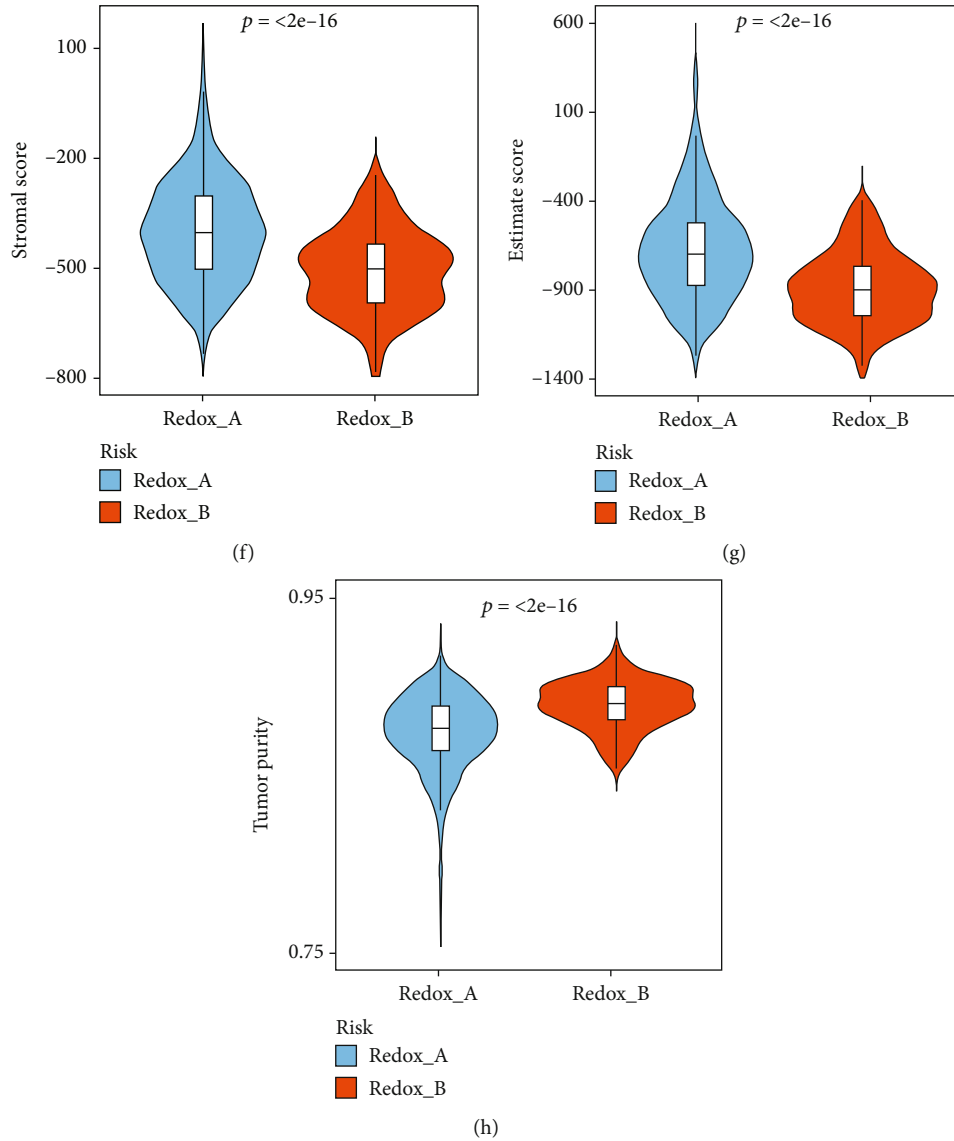 p = <2e–16
100
–200
–500
–800
Stromal score
Redox_A Redox_B
Risk
Redox_A
Redox_B
(f)
p = <2e–16
600
100
–400
–900
–1400
Estimate score
Redox_A Redox_B
Risk
Redox_A
Redox_B
(g)
p = <2e–16
0.95
0.75
Tumor purity
Redox_A Redox_B
Risk
Redox_A
Redox_B
(h)